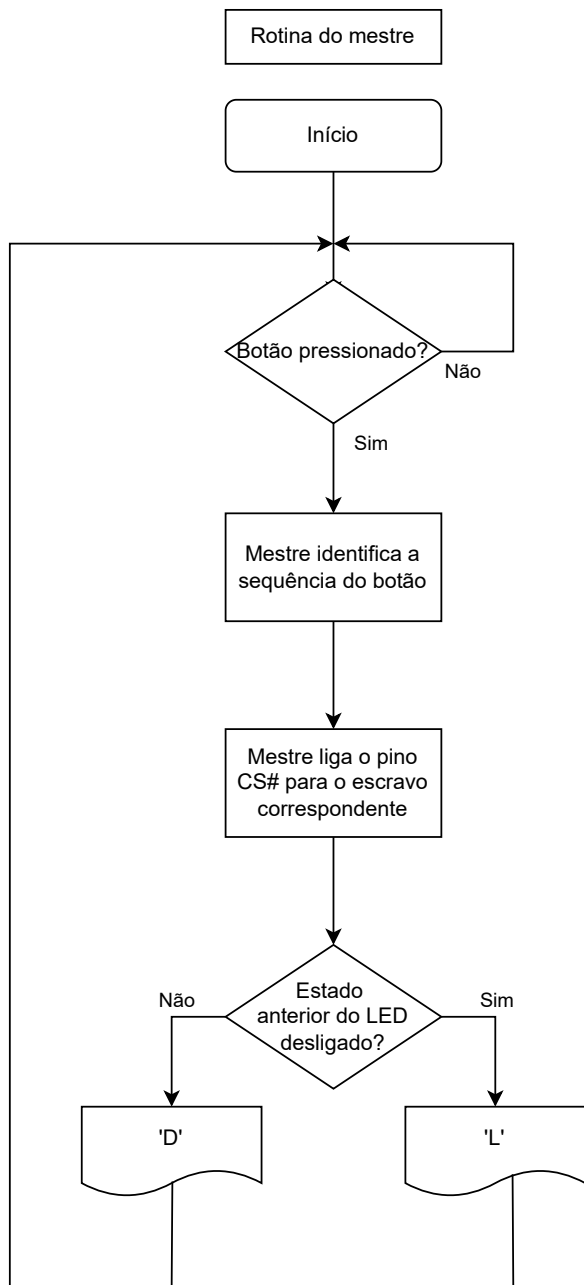 Rotina do mestre
Início
Botão pressionado?
Não
Sim
Mestre identifica a
sequência do botão
Mestre liga o pino
CS# para o escravo
correspondente
Não
Estado
anterior do LED
desligado?
Sim
'D'
'L'